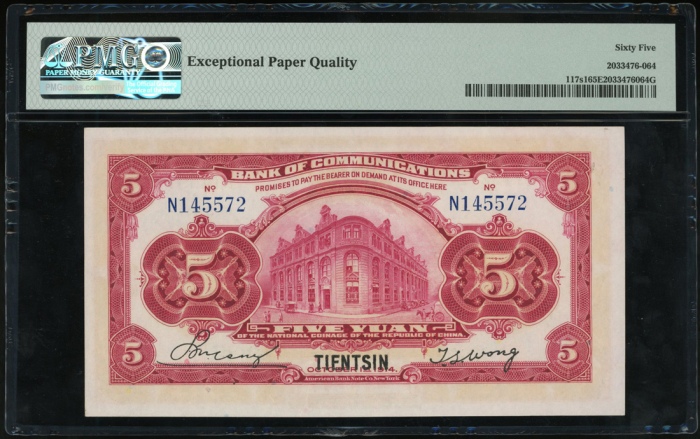 PMG
PAPER MONEY GUARANTY
Exceptional Paper Quality
Sixty Five
2033476-064
117s165E2033476064G
BANK OF COMMUNICATIONS
PROMISES TO PAY THE BEARER ON DEMAND AT ITS OFFICE HERE
No No
N145572 N145572
5 5
5 5
FIVE YUAN
OF THE NATIONAL COINAGE OF THE REPUBLIC OF CHINA
5 5
TIENTSIN
T S Wong
OCTOBER 1, 1914.
American Bank Note Co. New York.